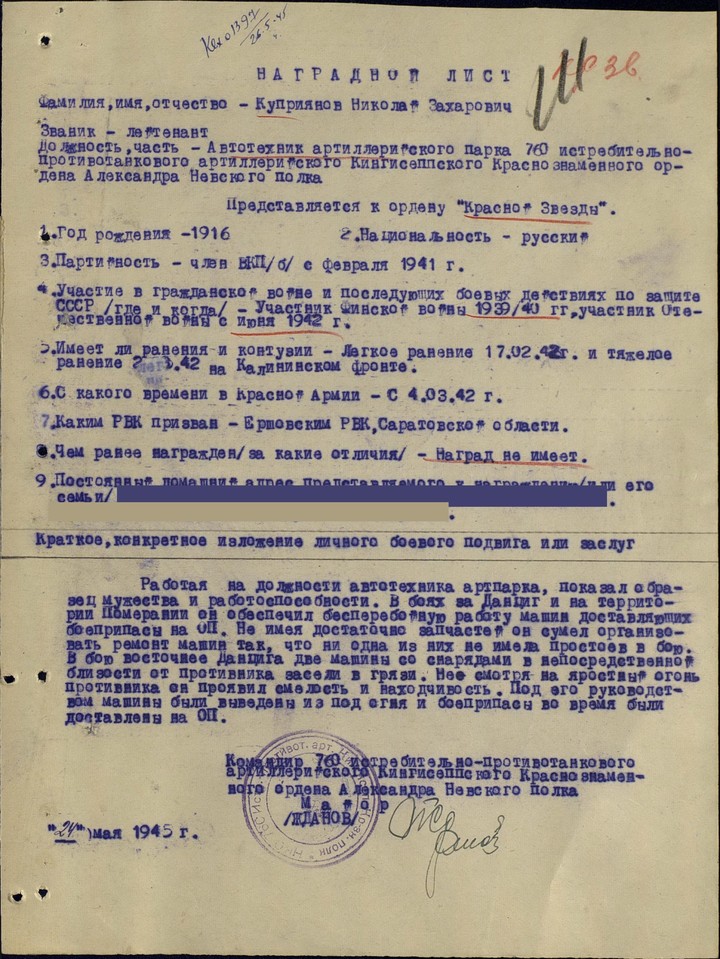 26-5-45
НАГРАДНОЙ ЛИСТ
КЗ 36
Фамилия,имя,отчество - Куприянов Николай Захарович
Званик - лейтенант
Должность,часть - Автотехник артиллерийского парка 760 истребительно-
противотанкового артиллерийского Кингисеппского Краснознаменного ор-
дена Александра Невского полка
Представляется к ордену "Красной Звезды".
1.Год рождения -1916 2.Национальность - русский
3.Партийность - член ВКП/б/ с февраля 1941 г.
4.Участие в гражданской войне и последующих боевых действиях по защите
СССР /где и когда/ - Участник Финской войны 1939/40 гг,участник Оте-
чественной войны с июня 1942 г.
5.Имеет ли ранения и контузии - Легкое ранение 17.02.42г. и тяжелое
ранение .42 на Калининском фронте.
6.С какого времени в Красной Армии - С 4.03.42 г.
7.Каким РВК призван - Ершовским РВК,Саратовской области.
8.Чем ранее награжден/за какие отличия/ - Наград не имеет.
9.Постоянный домашний адрес представляемого к награждению/или его
семьи/ .
.
Краткое,конкретное изложение личного боевого подвига или заслуг
Работая на должности автотехника артпарка, показал обра-
зец мужества и работоспособности. В боях за Данциг и на террито-
рии Померании он обеспечил бесперебойную работу машин доставляющих
боеприпасы на ОП. Не имея достаточно запчастей он сумел организо-
вать ремонт машин так, что ни одна из них не имела простоев в бою.
В бою восточнее Данцига две машины со снарядами в непосредственной
близости от противника засели в грязи. Нее смотря на яростный огонь
противника он проявил смелость и находчивость. Под его руководст-
вом машины были выведены из под огня и боеприпасы во время были
доставлены на ОП.
Командир 760 истребительно-противотанкового
артиллерийского Кингисеппского Краснознамен-
ного ордена Александра Невского полка
Майор
/ЖДАНОВ/
"24" мая 1945 г.